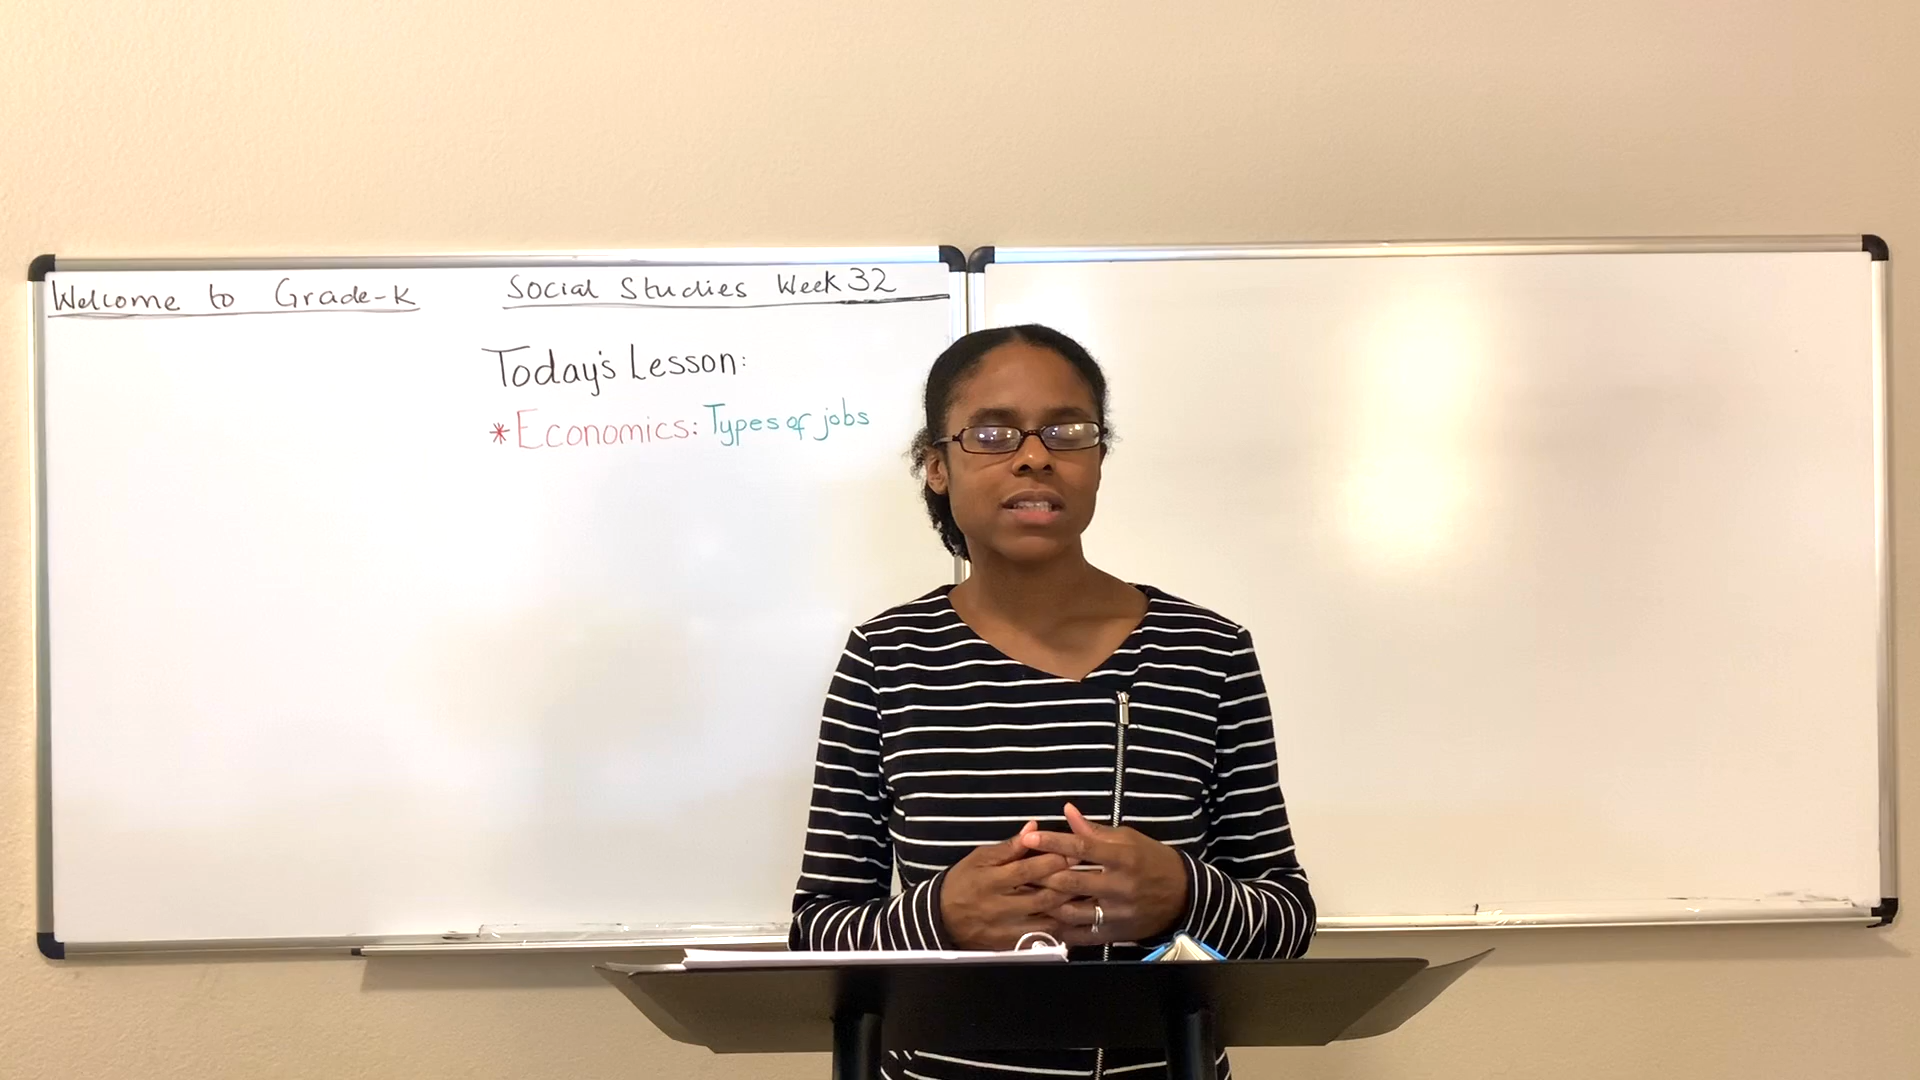 Welcome to Grade-K
Social Studies Week 32
Today's Lesson:
*Economics: Types of jobs